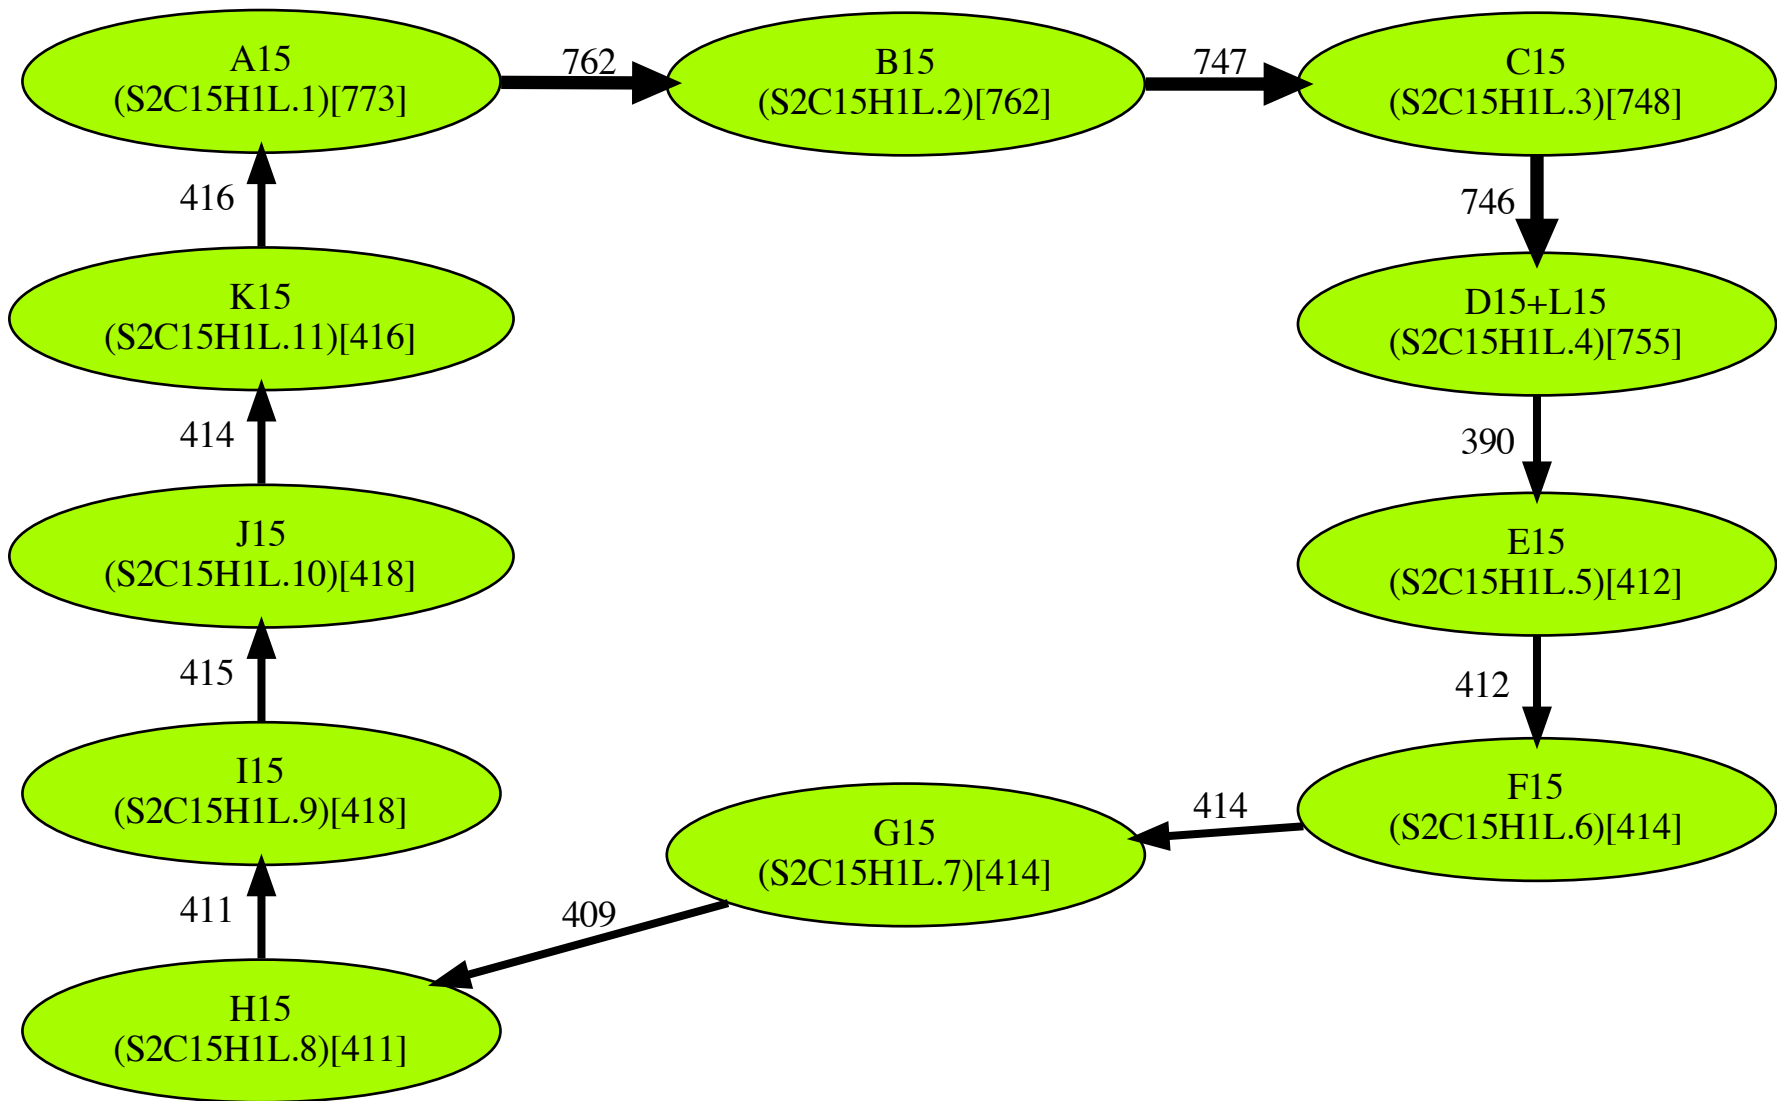 A15
(S2C15H1L.1)[773]
762
B15
(S2C15H1L.2)[762]
747
C15
(S2C15H1L.3)[748]
746
D15+L15
(S2C15H1L.4)[755]
390
E15
(S2C15H1L.5)[412]
412
F15
(S2C15H1L.6)[414]
414
G15
(S2C15H1L.7)[414]
409
H15
(S2C15H1L.8)[411]
411
I15
(S2C15H1L.9)[418]
415
J15
(S2C15H1L.10)[418]
414
K15
(S2C15H1L.11)[416]
416